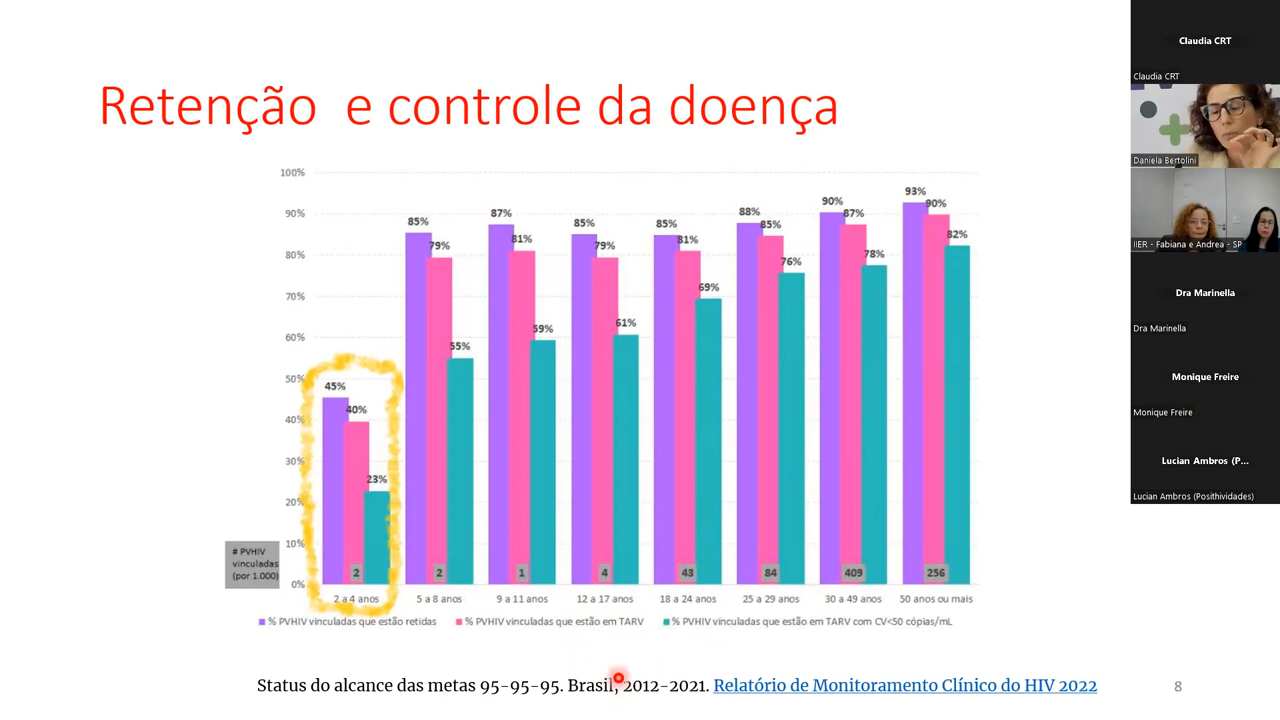 Retenção e controle da doença
100%
90%
80%
70%
60%
50%
40%
30%
20%
10%
0%
45%
40%
23%
85%
79%
55%
87%
81%
59%
85%
79%
61%
85%
81%
69%
88%
85%
76%
90%
87%
78%
93%
90%
82%
# PVHIV
vinculadas
(por 1.000)
2
2
1
4
43
84
409
256
2 a 4 anos
5 a 8 anos
9 a 11 anos
12 a 17 anos
18 a 24 anos
25 a 29 anos
30 a 49 anos
50 anos ou mais
% PVHIV vinculadas que estão retidas
% PVHIV vinculadas que estão em TARV
% PVHIV vinculadas que estão em TARV com CV<50 cópias/mL
Status do alcance das metas 95-95-95. Brasil, 2012-2021. Relatório de Monitoramento Clínico do HIV 2022
8
Claudia CRT
Claudia CRT
Daniela Bertolini
IIER - Fabiana e Andrea - SP
Dra Marinella
Dra Marinella
Monique Freire
Monique Freire
Lucian Ambros (P...
Lucian Ambros (Posithividades)